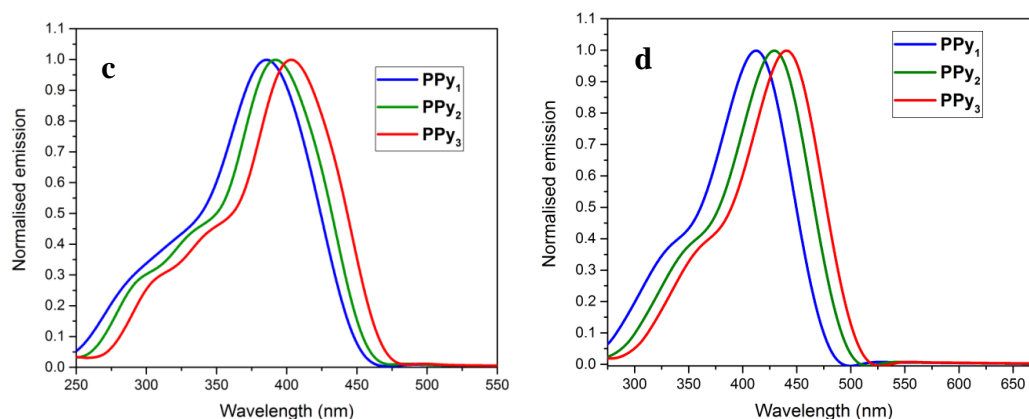 c
1.1
1.0
0.9
0.8
0.7
0.6
0.5
0.4
0.3
0.2
0.1
0.0
Normalised emission
PPy₁
PPy₂
PPy₃
250 300 350 400 450 500 550
Wavelength (nm)
d
1.1
1.0
0.9
0.8
0.7
0.6
0.5
0.4
0.3
0.2
0.1
0.0
Normalised emission
PPy₁
PPy₂
PPy₃
300 350 400 450 500 550 600 650
Wavelength (nm)